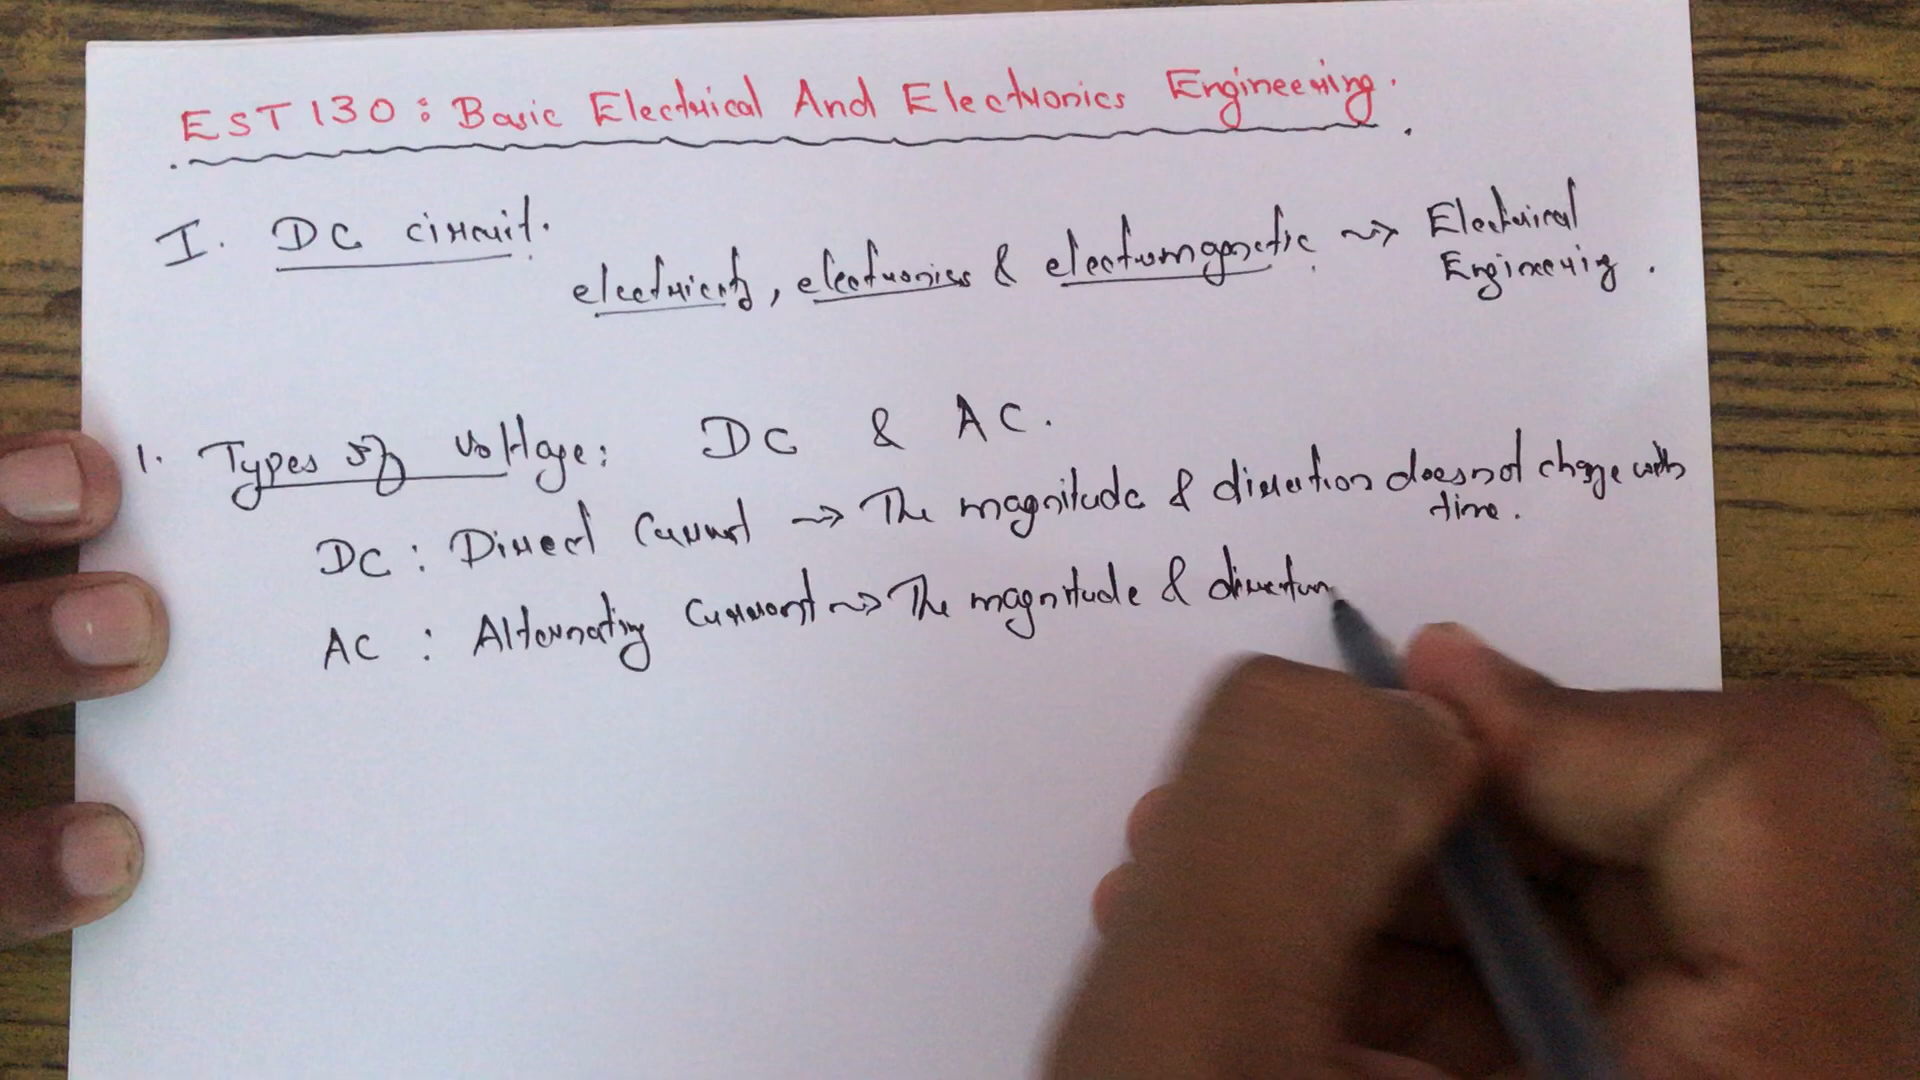 EST 130 : Basic Electrical And Electronics Engineering.
I. DC circuit.
electricity, electronics & electromgnetic ~> Electrical
Engineering.
1. Types of voltage: DC & AC.
DC : Direct Current ~> The magnitude & direction does not change with
time.
AC : Alternating Current ~> The magnitude & direction